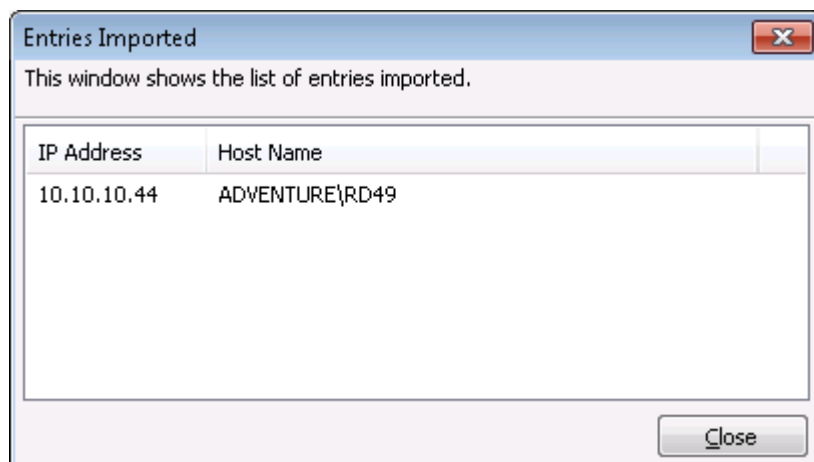 Entries Imported
This window shows the list of entries imported.
IP Address Host Name
10.10.10.44 ADVENTURE\RD49
Close